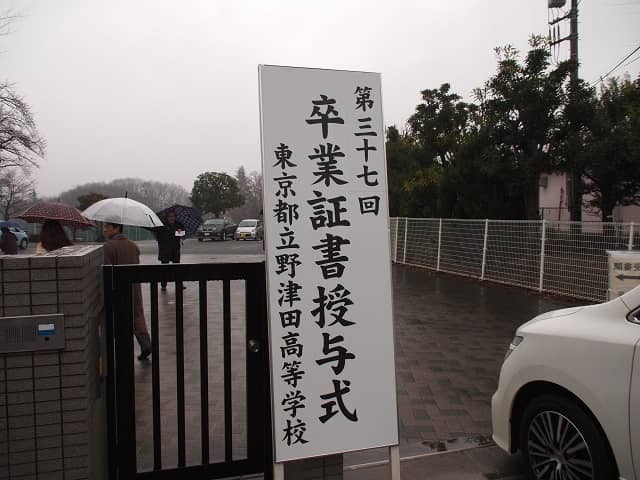 第三十七回
卒業証書授与式
東京都立野津田高等学校